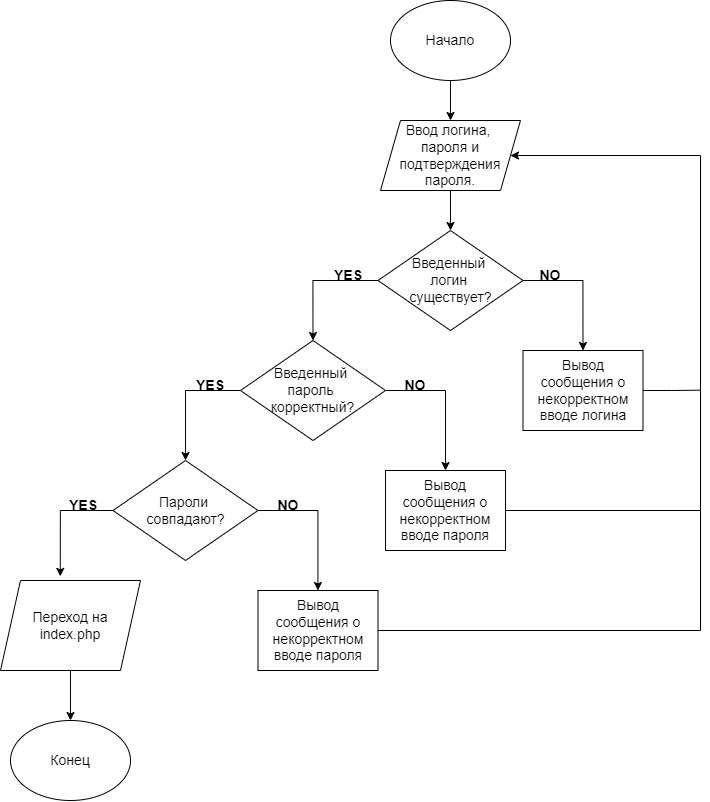 Начало
Ввод логина,
пароля и
подтверждения
пароля.
Введенный
логин
существует?
YES
NO
Вывод
сообщения о
некорректном
вводе логина
Введенный
пароль
корректный?
YES
NO
Вывод
сообщения о
некорректном
вводе пароля
Пароли
совпадают?
YES
NO
Вывод
сообщения о
некорректном
вводе пароля
Переход на
index.php
Конец